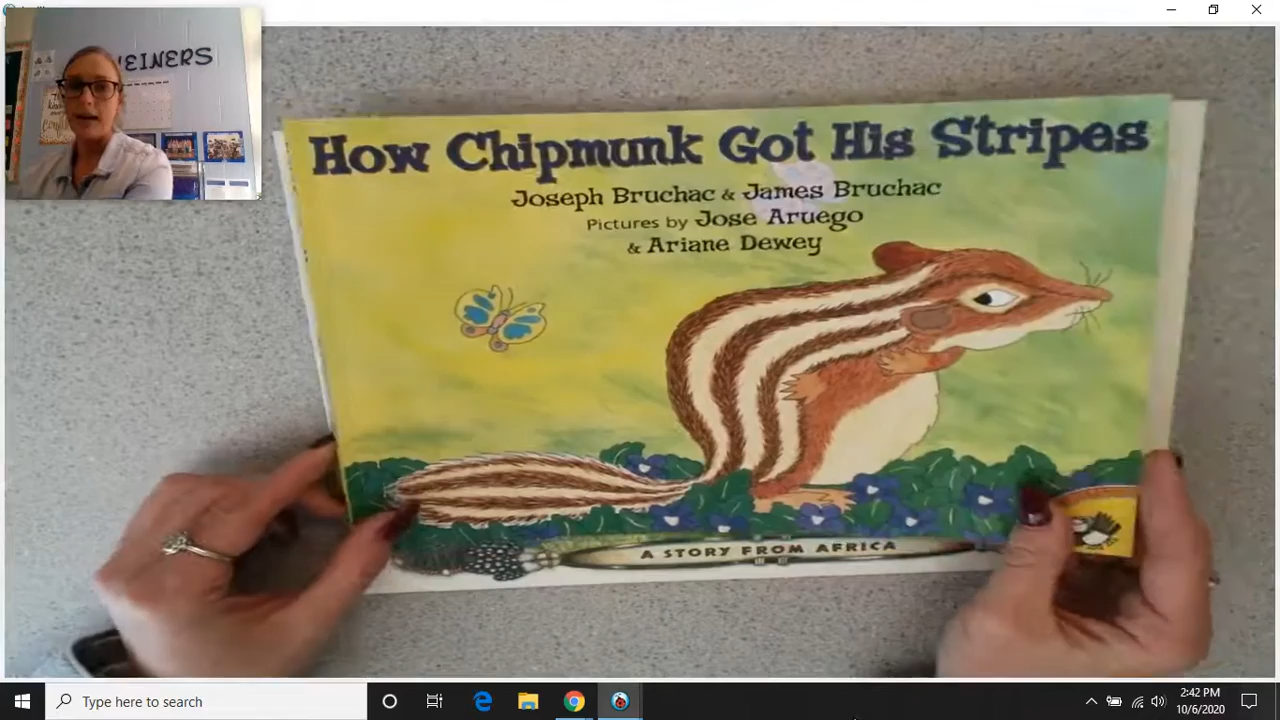 EINERS
How Chipmunk Got His Stripes
Joseph Bruchac & James Bruchac
Pictures by Jose Aruego
& Ariane Dewey
A STORY FROM AFRICA
Type here to search
2:42 PM
10/6/2020